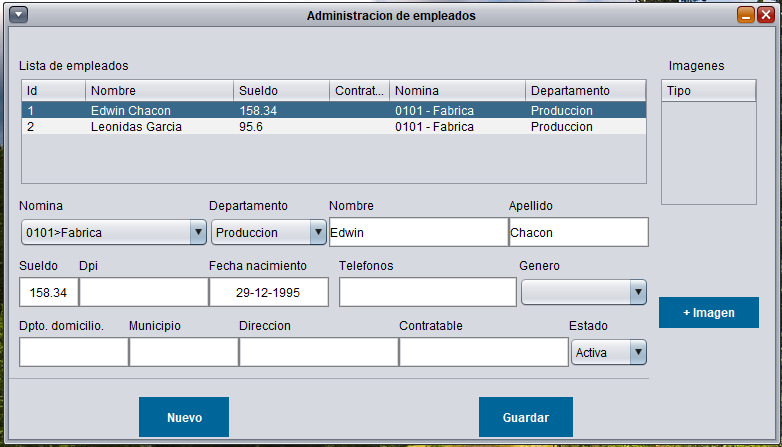 Administracion de empleados
Lista de empleados
Imagenes
Id Nombre Sueldo Contrat... Nomina Departamento
Tipo
1 Edwin Chacon 158.34 0101 - Fabrica Produccion
2 Leonidas Garcia 95.6 0101 - Fabrica Produccion
Nomina Departamento Nombre Apellido
0101>Fabrica Produccion Edwin Chacon
Sueldo Dpi Fecha nacimiento Telefonos Genero
158.34 29-12-1995
+ Imagen
Dpto. domicilio. Municipio Direccion Contratable Estado
Activa
Nuevo Guardar